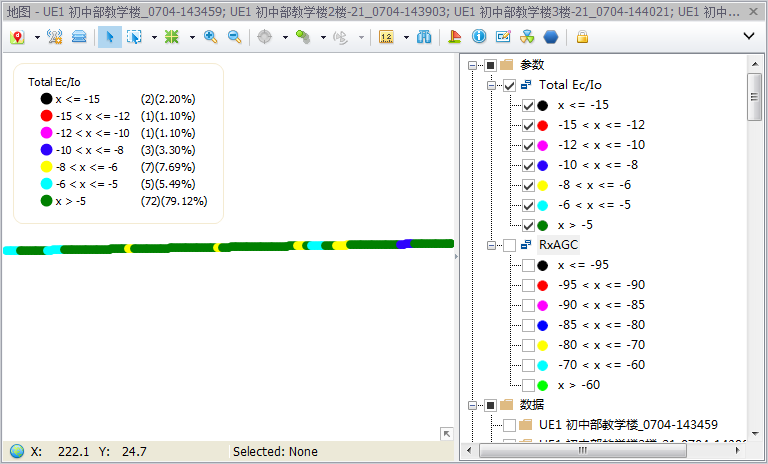 地图 - UE1 初中部教学楼_0704-143459; UE1 初中部教学楼2楼-21_0704-143903; UE1 初中部教学楼3楼-21_0704-144021; UE1 初中...
Total Ec/Io
x <= -15 (2)(2.20%)
-15 < x <= -12 (1)(1.10%)
-12 < x <= -10 (1)(1.10%)
-10 < x <= -8 (3)(3.30%)
-8 < x <= -6 (7)(7.69%)
-6 < x <= -5 (5)(5.49%)
x > -5 (72)(79.12%)
参数
Total Ec/Io
x <= -15
-15 < x <= -12
-12 < x <= -10
-10 < x <= -8
-8 < x <= -6
-6 < x <= -5
x > -5
RxAGC
x <= -95
-95 < x <= -90
-90 < x <= -85
-85 < x <= -80
-80 < x <= -70
-70 < x <= -60
x > -60
数据
UE1 初中部教学楼_0704-143459
X: 222.1 Y: 24.7 Selected: None